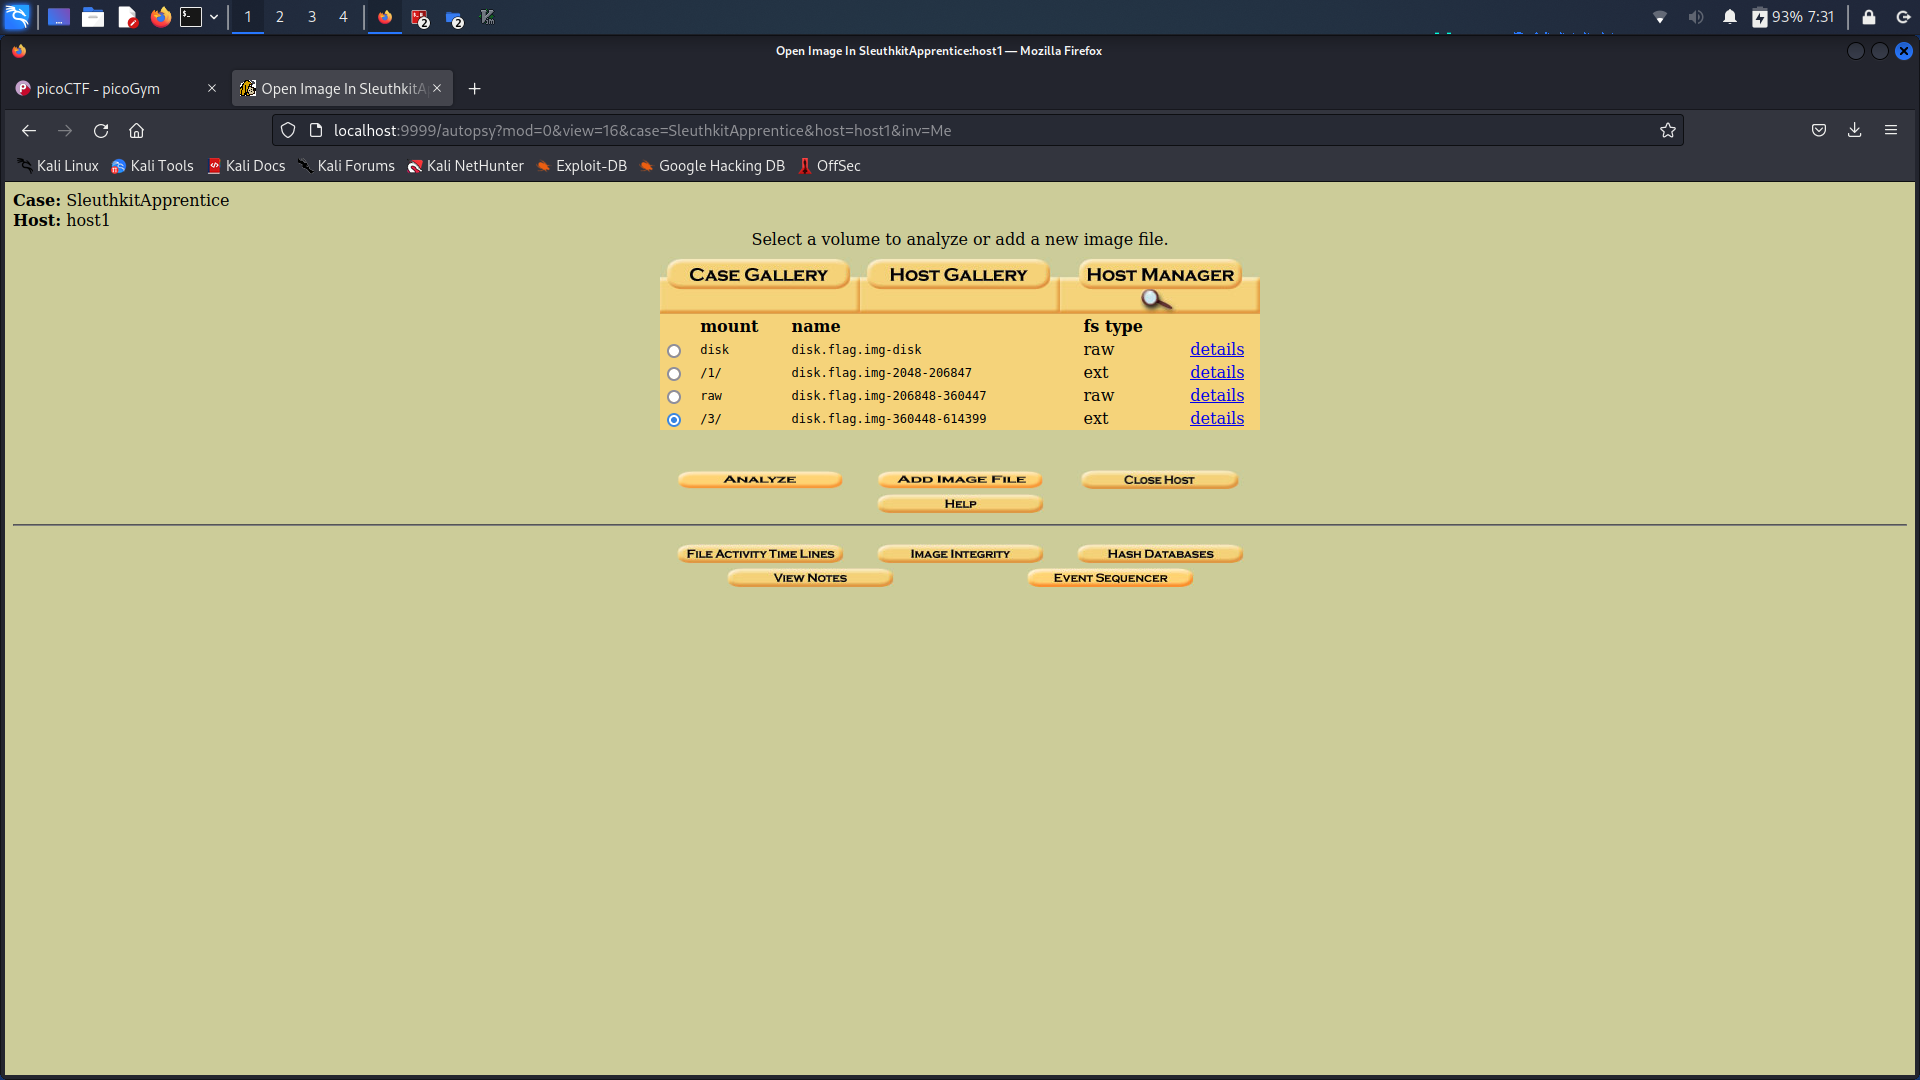 1 2 3 4 2 2 93% 7:31
Open Image In SleuthkitApprentice:host1 — Mozilla Firefox
picoCTF - picoGym Open Image In SleuthkitA
localhost:9999/autopsy?mod=0&view=16&case=SleuthkitApprentice&host=host1&inv=Me
Kali Linux Kali Tools Kali Docs Kali Forums Kali NetHunter Exploit-DB Google Hacking DB OffSec
Case: SleuthkitApprentice
Host: host1
Select a volume to analyze or add a new image file.
CASE GALLERY HOST GALLERY HOST MANAGER
mount name fs type
disk disk.flag.img-disk raw details
/1/ disk.flag.img-2048-206847 ext details
raw disk.flag.img-206848-360447 raw details
/3/ disk.flag.img-360448-614399 ext details
ANALYZE ADD IMAGE FILE CLOSE HOST
HELP
FILE ACTIVITY TIME LINES IMAGE INTEGRITY HASH DATABASES
VIEW NOTES EVENT SEQUENCER